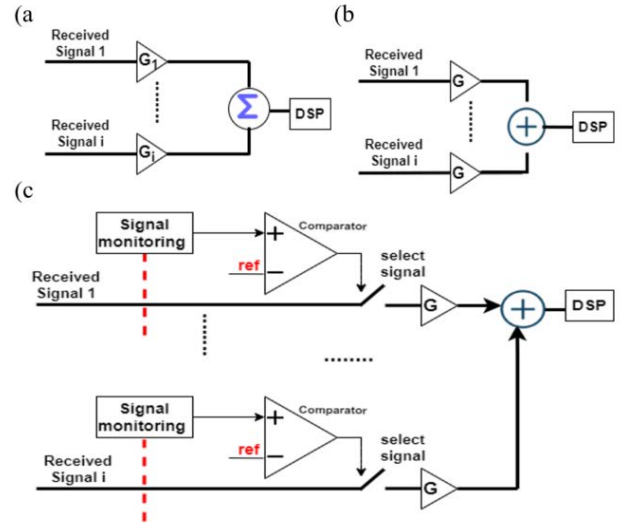 (a
Received
Signal 1
G1
Σ
DSP
Received
Signal i
Gi
(b
Received
Signal 1
G
+
DSP
Received
Signal i
G
(c
Signal
monitoring
+
Comparator
ref
−
select
signal
Received
Signal 1
G
+
DSP
Signal
monitoring
+
Comparator
ref
−
select
signal
Received
Signal i
G